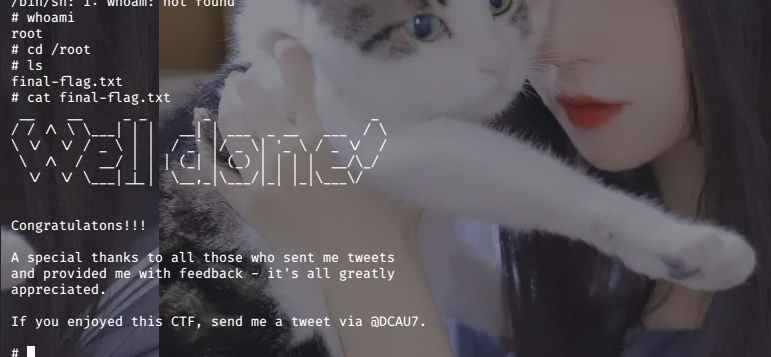 /bin/sh: 1: whoam: not found
# whoami
root
# cd /root
# ls
final-flag.txt
# cat final-flag.txt
Well done!
Congratulatons!!!
A special thanks to all those who sent me tweets
and provided me with feedback - it's all greatly
appreciated.
If you enjoyed this CTF, send me a tweet via @DCAU7.
#